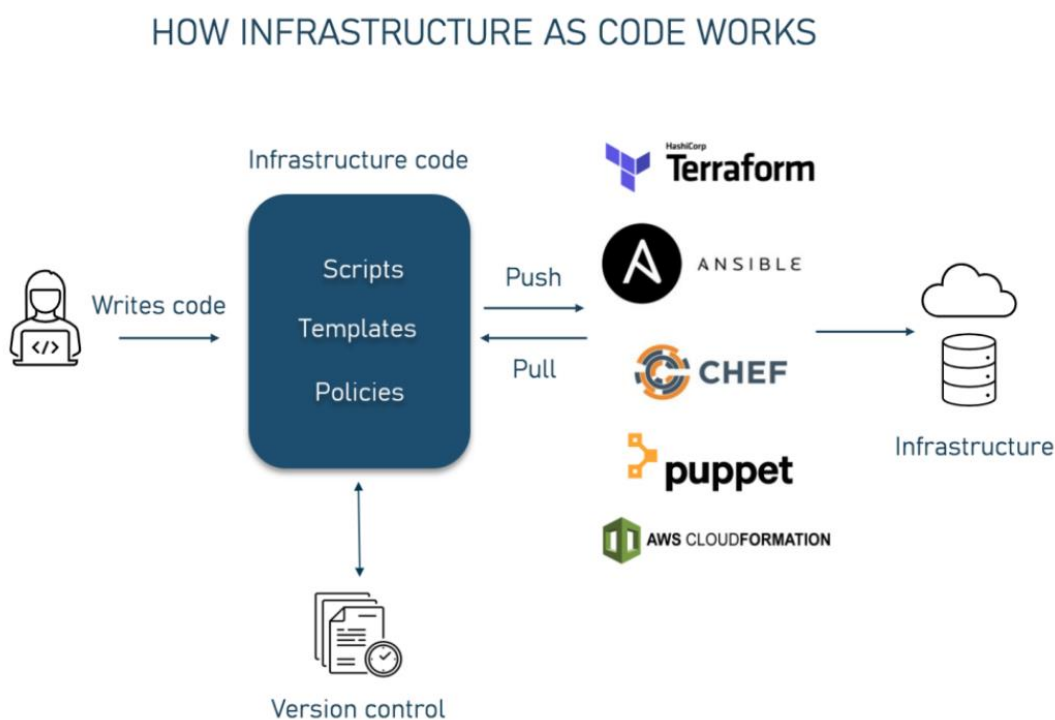 HOW INFRASTRUCTURE AS CODE WORKS
Infrastructure code
Writes code
</>
Scripts
Templates
Policies
Push
Pull
HashiCorp
Terraform
ANSIBLE
CHEF
puppet
AWS CLOUDFORMATION
Infrastructure
Version control